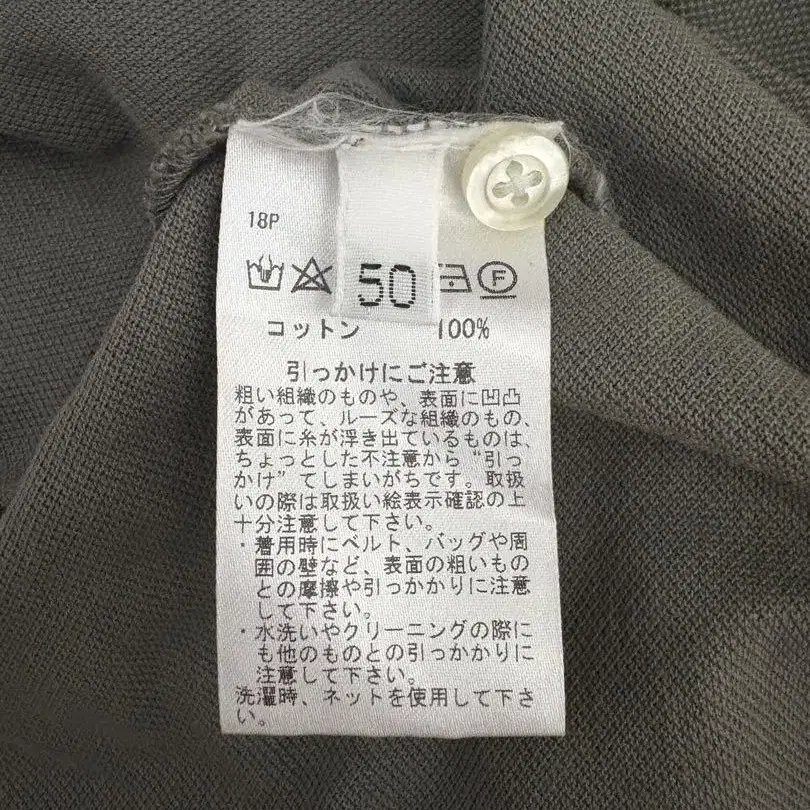 18P
50
F
コットン 100%
引っかけにご注意
粗い組織のものや、表面に凹凸
があって、ルーズな組織のもの、
表面に糸が浮き出ているものは、
ちょっとした不注意から“引っ
かけ”てしまいがちです。取扱
いの際は取扱い絵表示確認の上
十分注意して下さい。
・着用時にベルト、バッグや周
囲の壁など、表面の粗いもの
との摩擦や引っかかりに注意
して下さい。
・水洗いやクリーニングの際に
も他のものとの引っかかりに
注意して下さい。
洗濯時、ネットを使用して下さ
い。